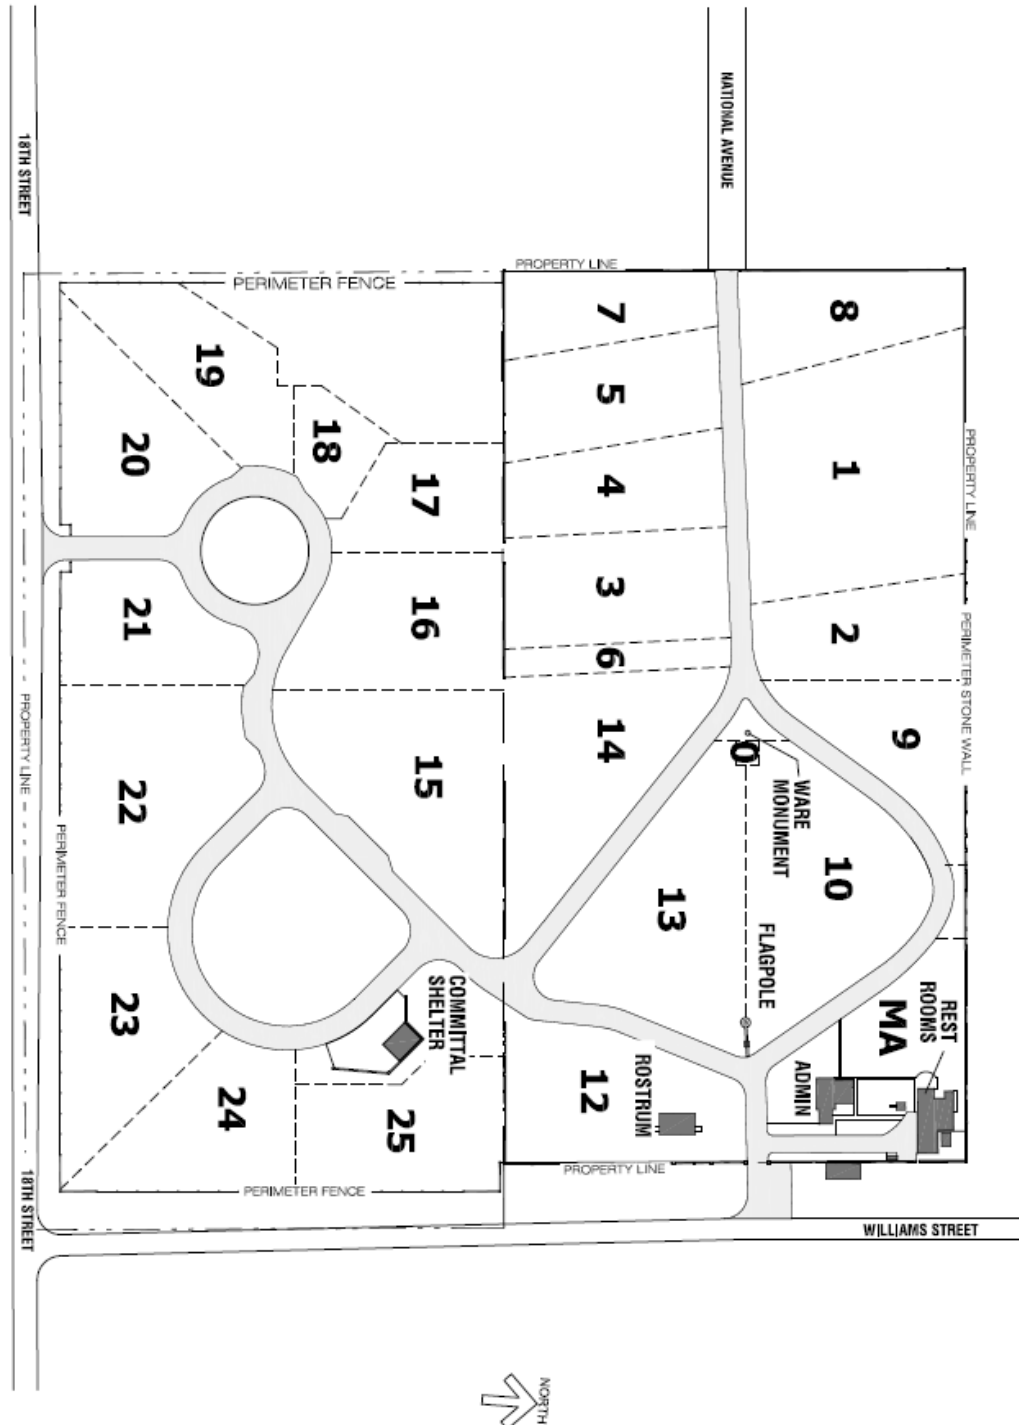 NATIONAL AVENUE
18TH STREET
PROPERTY LINE
PERIMETER FENCE
7
8
19
5
1
20
18
17
4
PROPERTY LINE
21
16
3
6
2
PERIMETER STONE WALL
PROPERTY LINE
22
15
14
0
9
WARE
MONUMENT
10
13
PERIMETER FENCE
FLAGPOLE
23
COMMITTAL
SHELTER
MA
REST
ROOMS
24
25
12
ROSTRUM
ADMIN
PERIMETER FENCE
PROPERTY LINE
18TH STREET
WILLIAMS STREET
NORTH